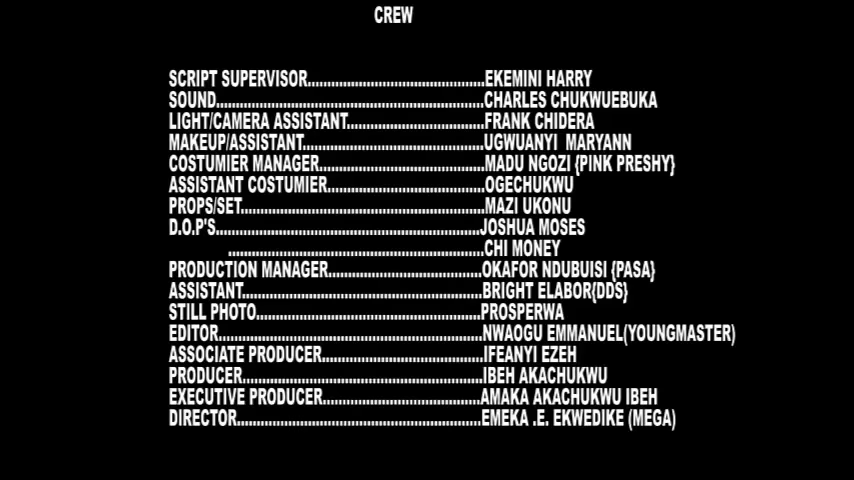 CREW
SCRIPT SUPERVISOR.............................................EKEMINI HARRY
SOUND....................................................................CHARLES CHUKWUEBUKA
LIGHT/CAMERA ASSISTANT...................................FRANK CHIDERA
MAKEUP/ASSISTANT..............................................UGWUANYI MARYANN
COSTUMIER MANAGER..........................................MADU NGOZI {PINK PRESHY}
ASSISTANT COSTUMIER........................................OGECHUKWU
PROPS/SET..............................................................MAZI UKONU
D.O.P'S...................................................................JOSHUA MOSES
.................................................................CHI MONEY
PRODUCTION MANAGER.......................................OKAFOR NDUBUISI {PASA}
ASSISTANT.............................................................BRIGHT ELABOR{DDS}
STILL PHOTO.........................................................PROSPERWA
EDITOR...................................................................NWAOGU EMMANUEL(YOUNGMASTER)
ASSOCIATE PRODUCER.........................................IFEANYI EZEH
PRODUCER.............................................................IBEH AKACHUKWU
EXECUTIVE PRODUCER........................................AMAKA AKACHUKWU IBEH
DIRECTOR..............................................................EMEKA .E. EKWEDIKE (MEGA)